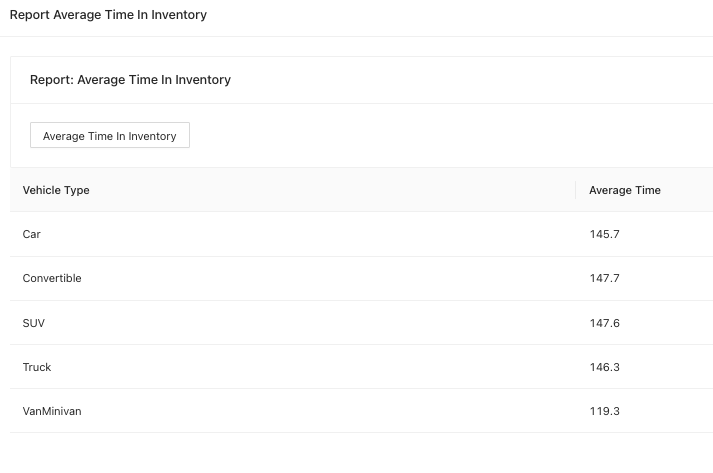 Report Average Time In Inventory
Report: Average Time In Inventory
Average Time In Inventory
Vehicle Type Average Time
Car 145.7
Convertible 147.7
SUV 147.6
Truck 146.3
VanMinivan 119.3